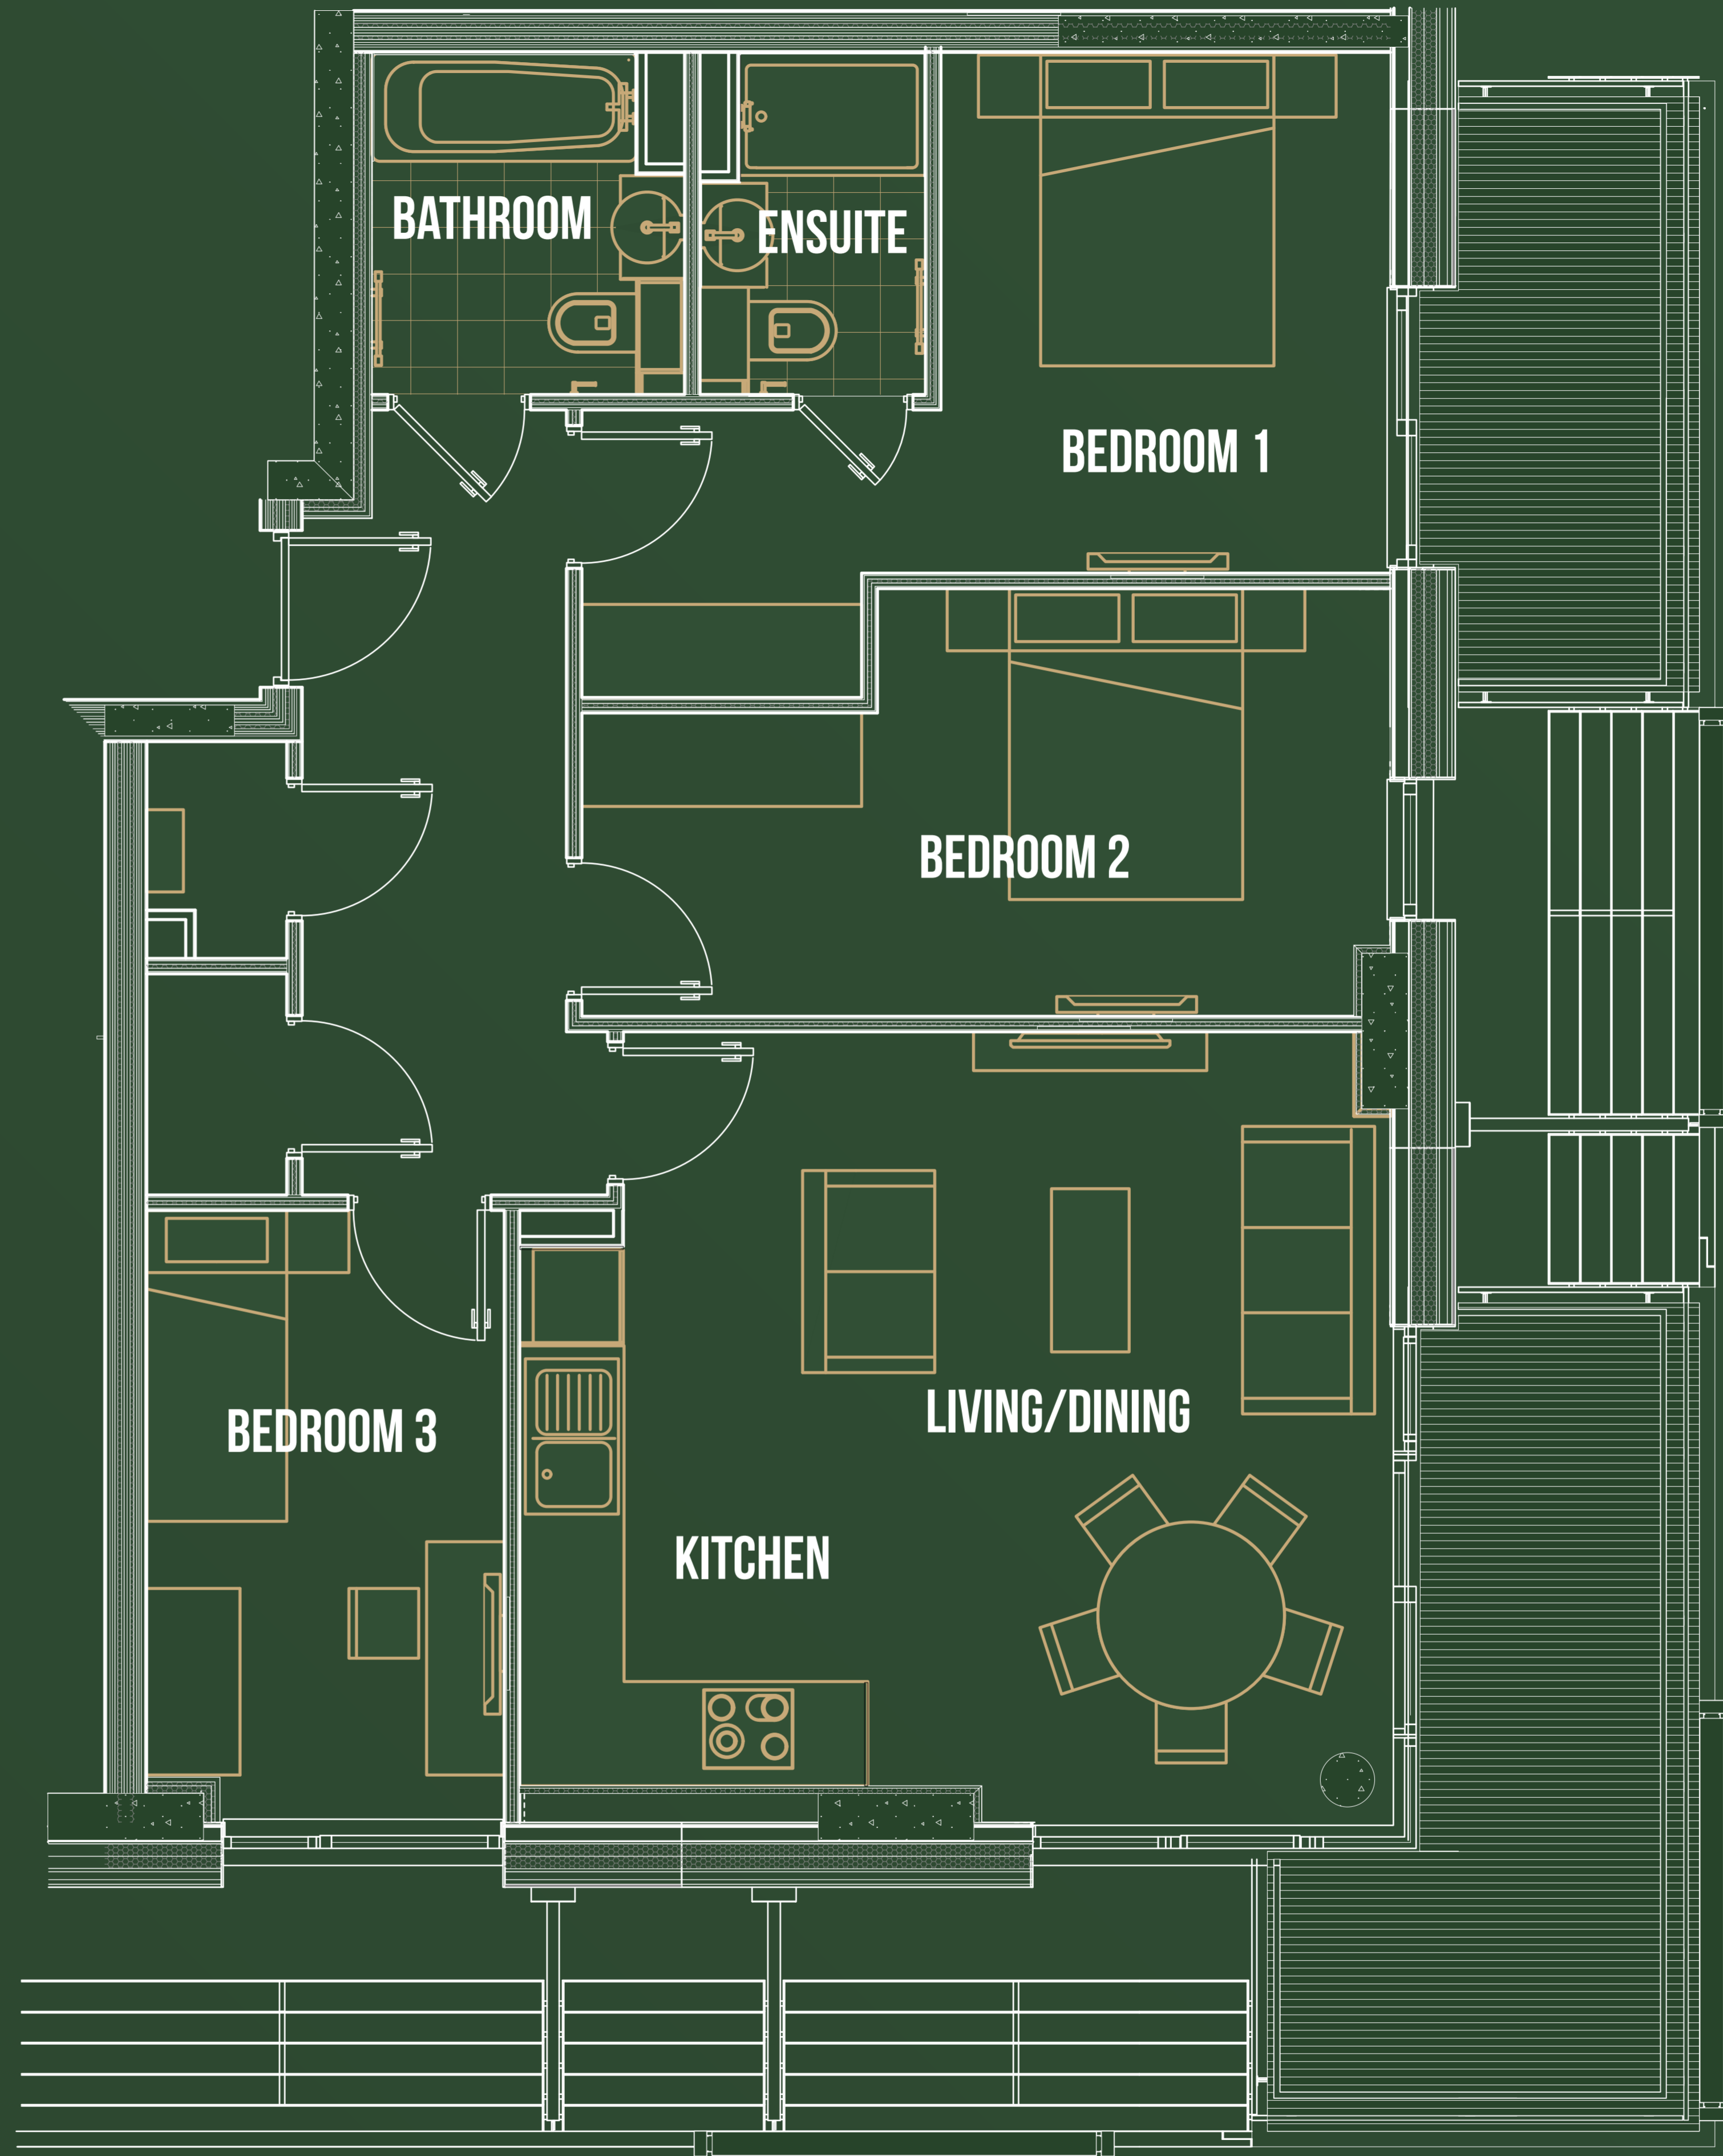 BATHROOM
ENSUITE
BEDROOM 1
BEDROOM 2
BEDROOM 3
LIVING/DINING
KITCHEN